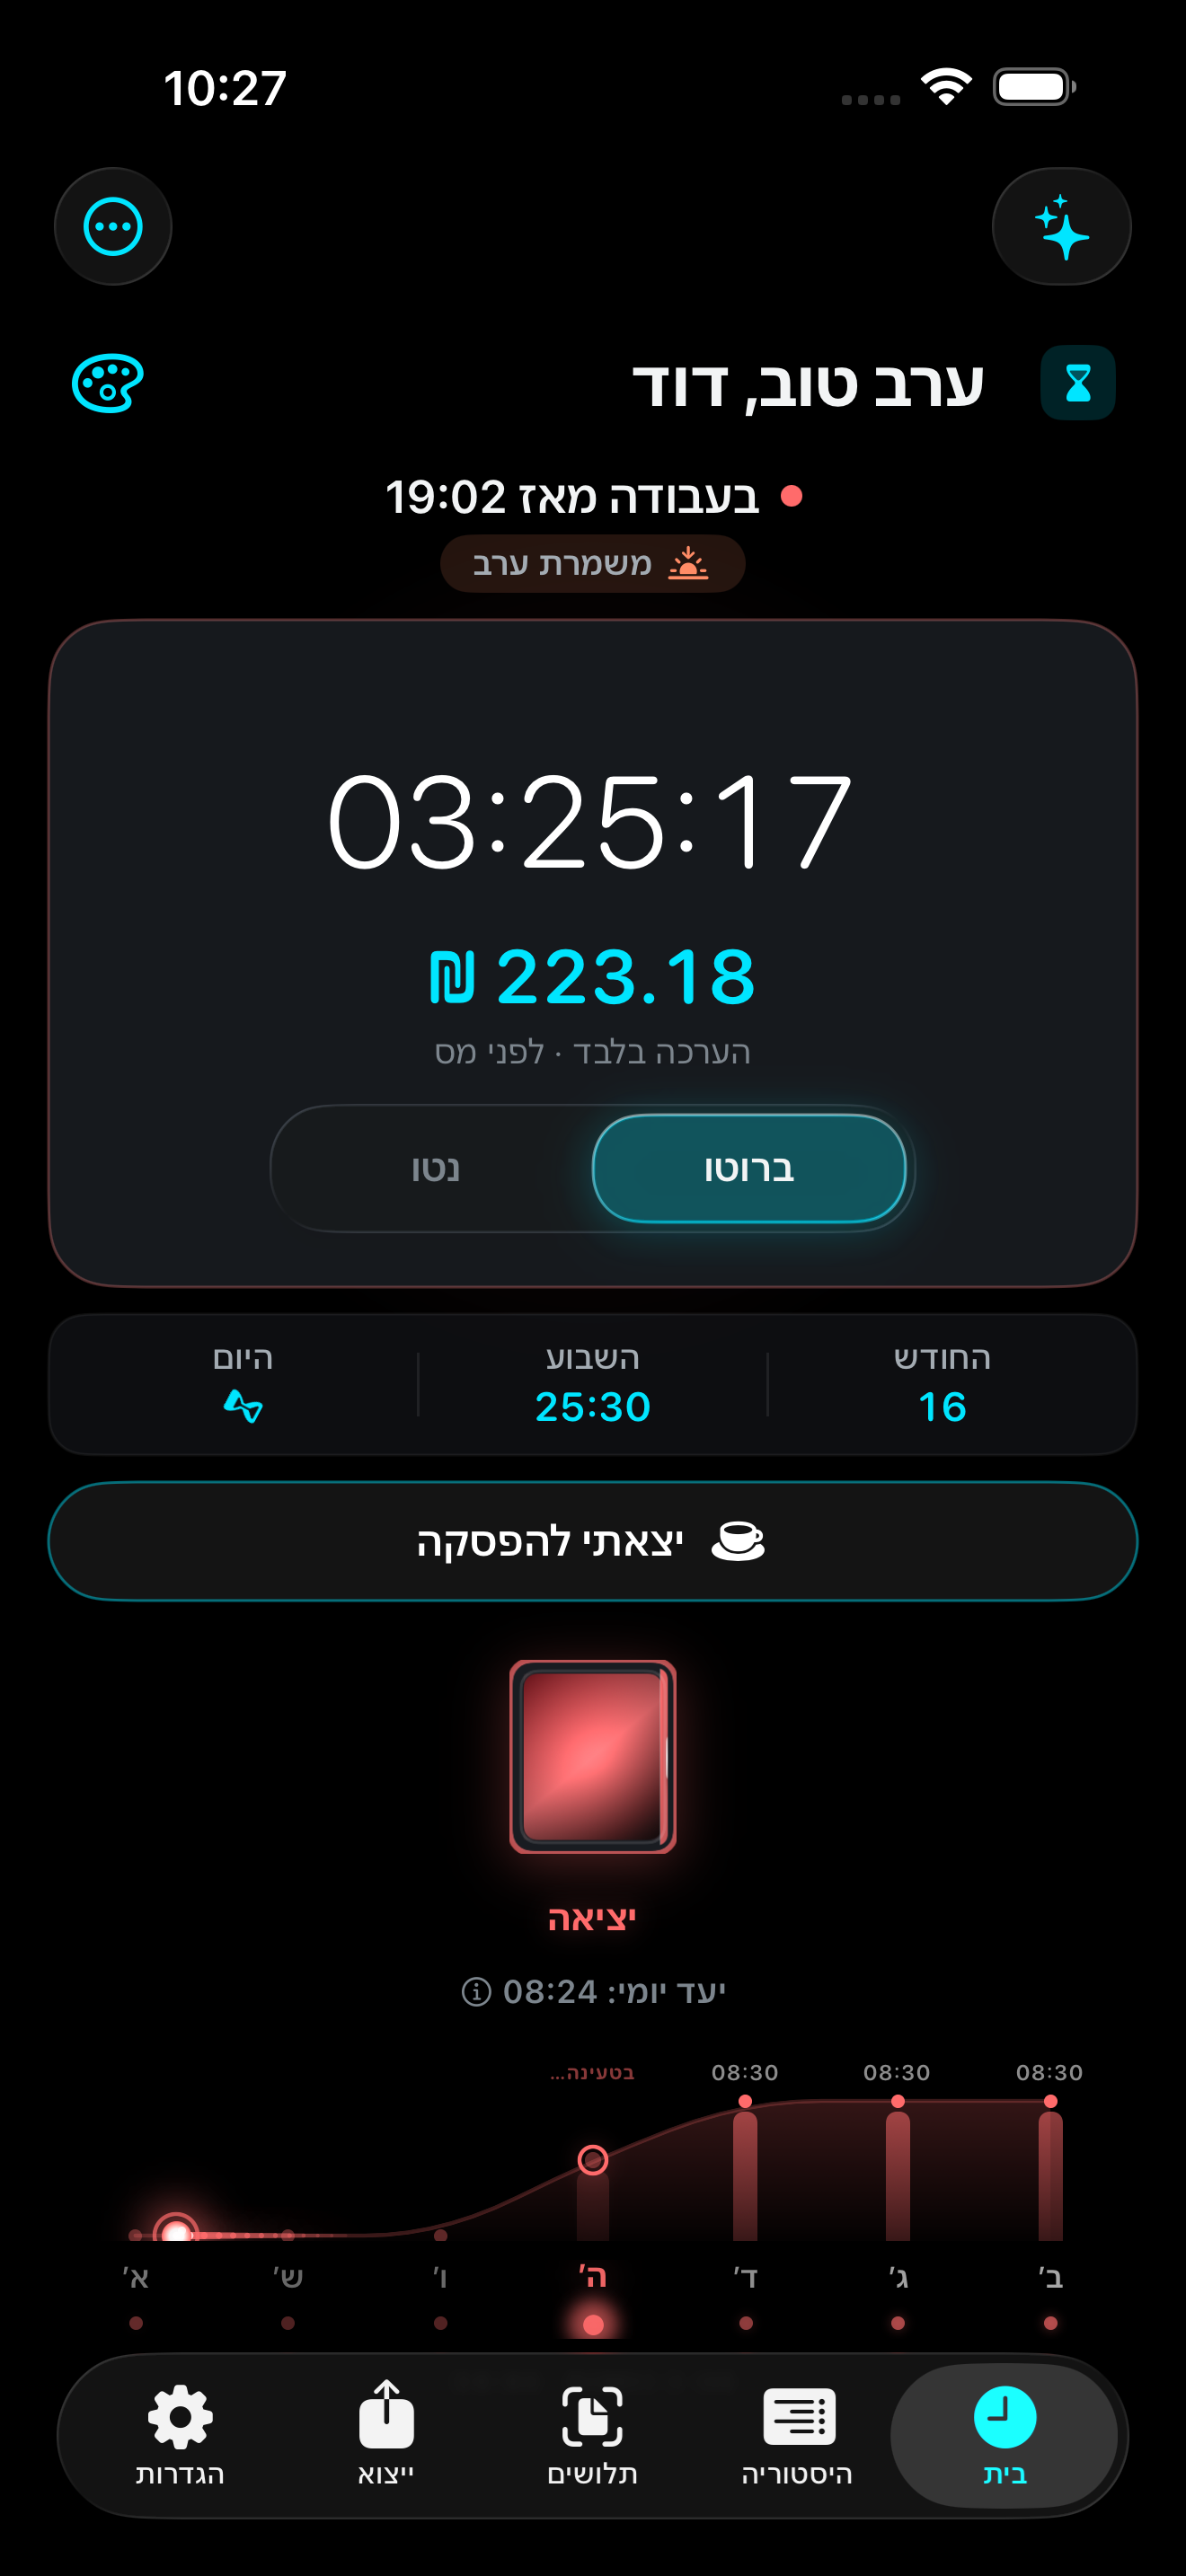 10:27
ערב טוב, דוד
בעבודה מאז 19:02
משמרת ערב
03:25:17
223.18 ₪
הערכה בלבד · לפני מס
ברוטו
נטו
החודש
השבוע
היום
16
25:30
יצאתי להפסקה
יציאה
יעד יומי: 08:24
08:30
08:30
08:30
בטעינה...
ב׳
ג׳
ד׳
ה׳
ו׳
ש׳
א׳
בית
היסטוריה
תלושים
ייצוא
הגדרות